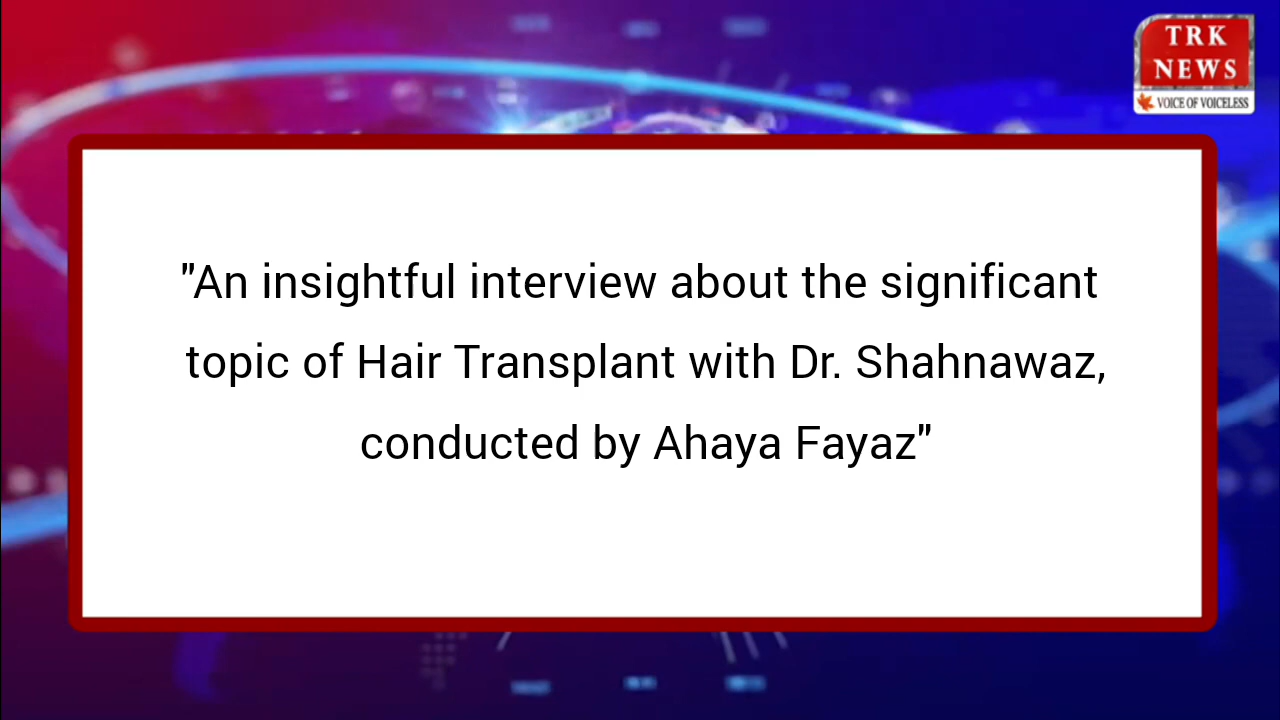 TRK
NEWS
VOICE OF VOICELESS
"An insightful interview about the significant
topic of Hair Transplant with Dr. Shahnawaz,
conducted by Ahaya Fayaz"